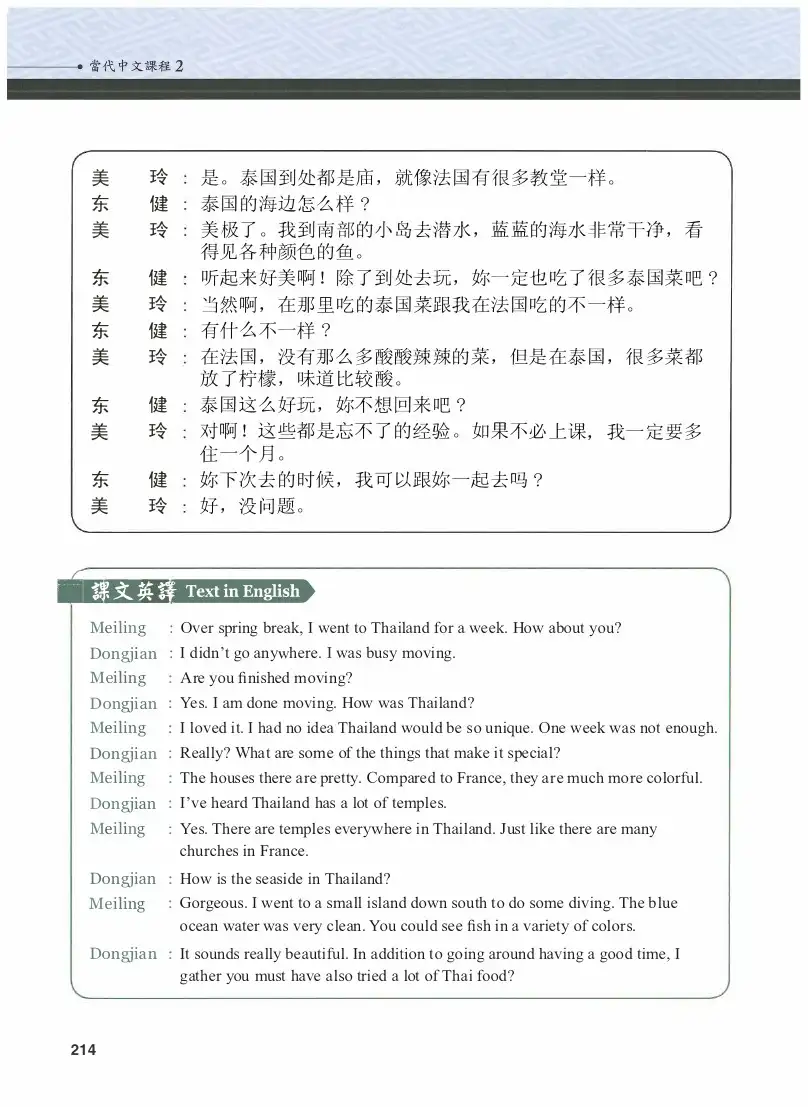 當代中文課程 2
美 玲 : 是。泰国到处都是庙，就像法国有很多教堂一样。
东 健 : 泰国的海边怎么样？
美 玲 : 美极了。我到南部的小岛去潜水，蓝蓝的海水非常干净，看
得见各种颜色的鱼。
东 健 : 听起来好美啊！除了到处去玩，妳一定也吃了很多泰国菜吧？
美 玲 : 当然啊，在那里吃的泰国菜跟我在法国吃的不一样。
东 健 : 有什么不一样？
美 玲 : 在法国，没有那么多酸酸辣辣的菜，但是在泰国，很多菜都
放了柠檬，味道比较酸。
东 健 : 泰国这么好玩，妳不想回来吧？
美 玲 : 对啊！这些都是忘不了的经验。如果不必上课，我一定要多
住一个月。
东 健 : 妳下次去的时候，我可以跟妳一起去吗？
美 玲 : 好，没问题。
課文英譯 Text in English
Meiling : Over spring break, I went to Thailand for a week. How about you?
Dongjian : I didn't go anywhere. I was busy moving.
Meiling : Are you finished moving?
Dongjian : Yes. I am done moving. How was Thailand?
Meiling : I loved it. I had no idea Thailand would be so unique. One week was not enough.
Dongjian : Really? What are some of the things that make it special?
Meiling : The houses there are pretty. Compared to France, they are much more colorful.
Dongjian : I've heard Thailand has a lot of temples.
Meiling : Yes. There are temples everywhere in Thailand. Just like there are many
churches in France.
Dongjian : How is the seaside in Thailand?
Meiling : Gorgeous. I went to a small island down south to do some diving. The blue
ocean water was very clean. You could see fish in a variety of colors.
Dongjian : It sounds really beautiful. In addition to going around having a good time, I
gather you must have also tried a lot of Thai food?
214